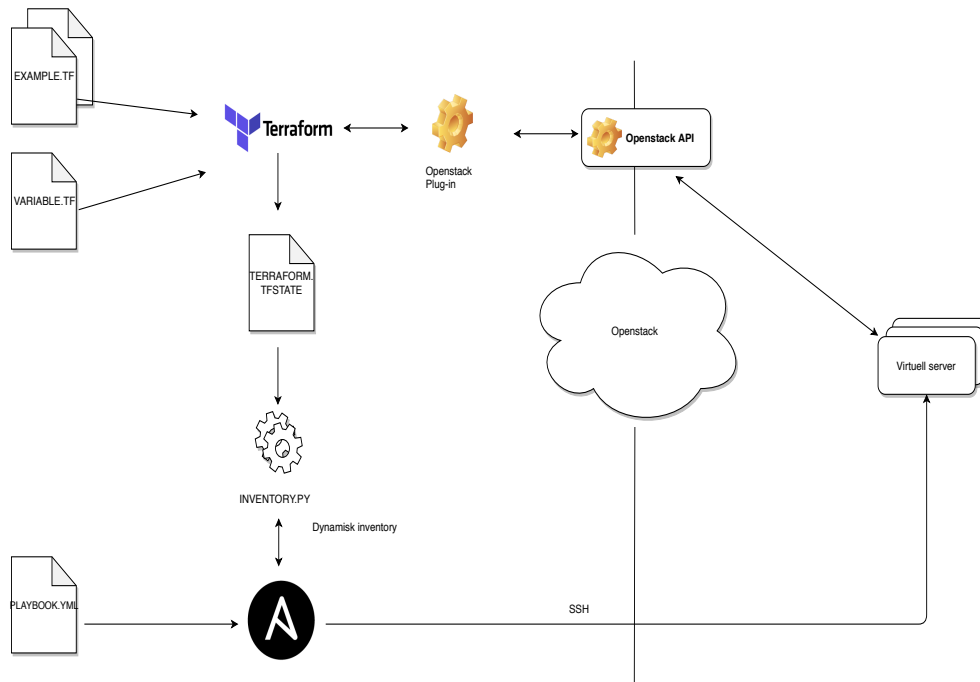 EXAMPLE.TF
Terraform
Openstack
Plug-in
Openstack API
VARIABLE.TF
TERRAFORM.
TFSTATE
Openstack
Virtuell server
INVENTORY.PY
Dynamisk inventory
PLAYBOOK.YML
SSH